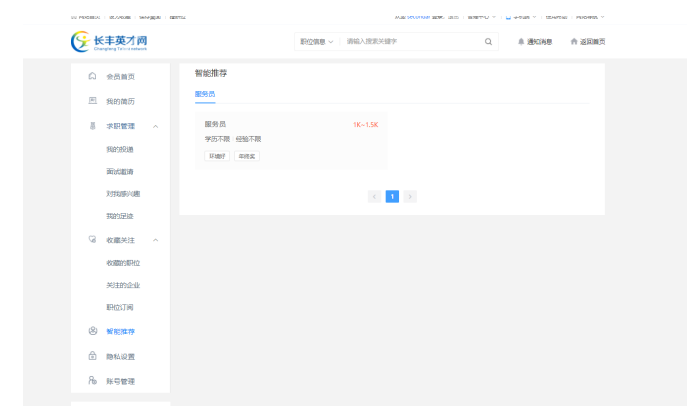 长丰英才网
Changfeng Talents network
职位信息
请输入搜索关键字
通知消息
返回首页
会员首页
我的简历
求职管理
我的投递
面试邀请
对我感兴趣
我的足迹
收藏关注
收藏的职位
关注的企业
职位订阅
智能推荐
隐私设置
账号管理
智能推荐
服务员
服务员
1K~1.5K
学历不限 经验不限
环境好 年终奖
1